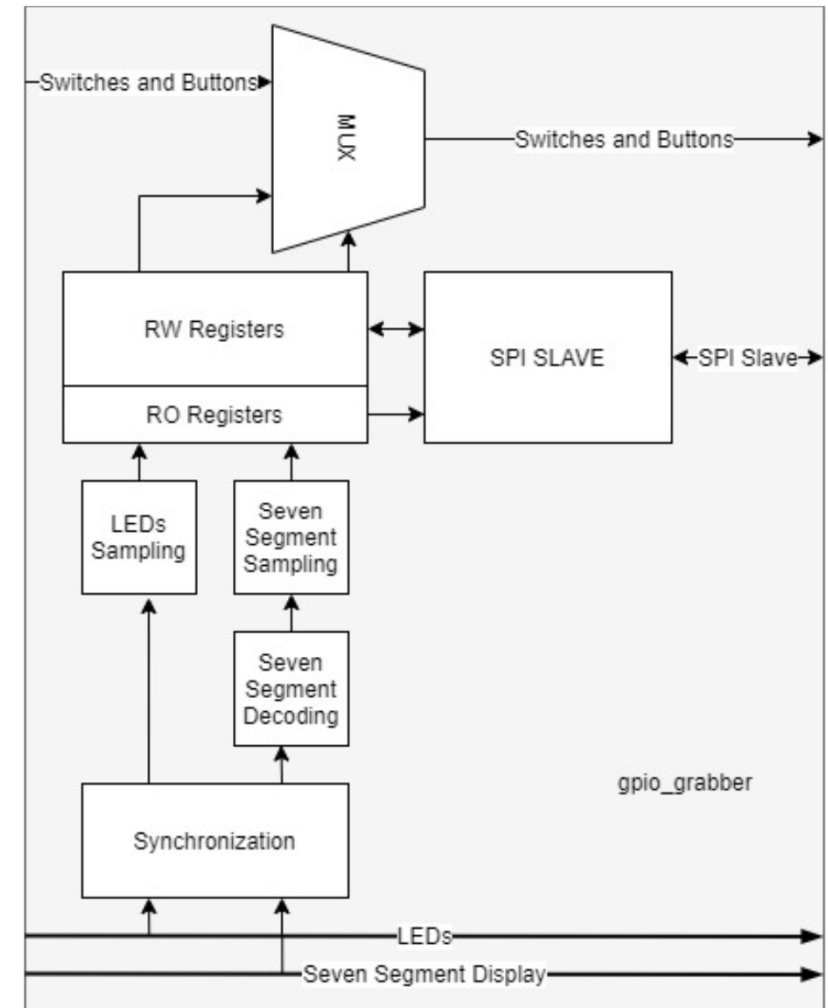 Switches and Buttons
MUX
Switches and Buttons
RW Registers
SPI SLAVE
SPI Slave
RO Registers
LEDs
Sampling
Seven
Segment
Sampling
Seven
Segment
Decoding
gpio_grabber
Synchronization
LEDs
Seven Segment Display